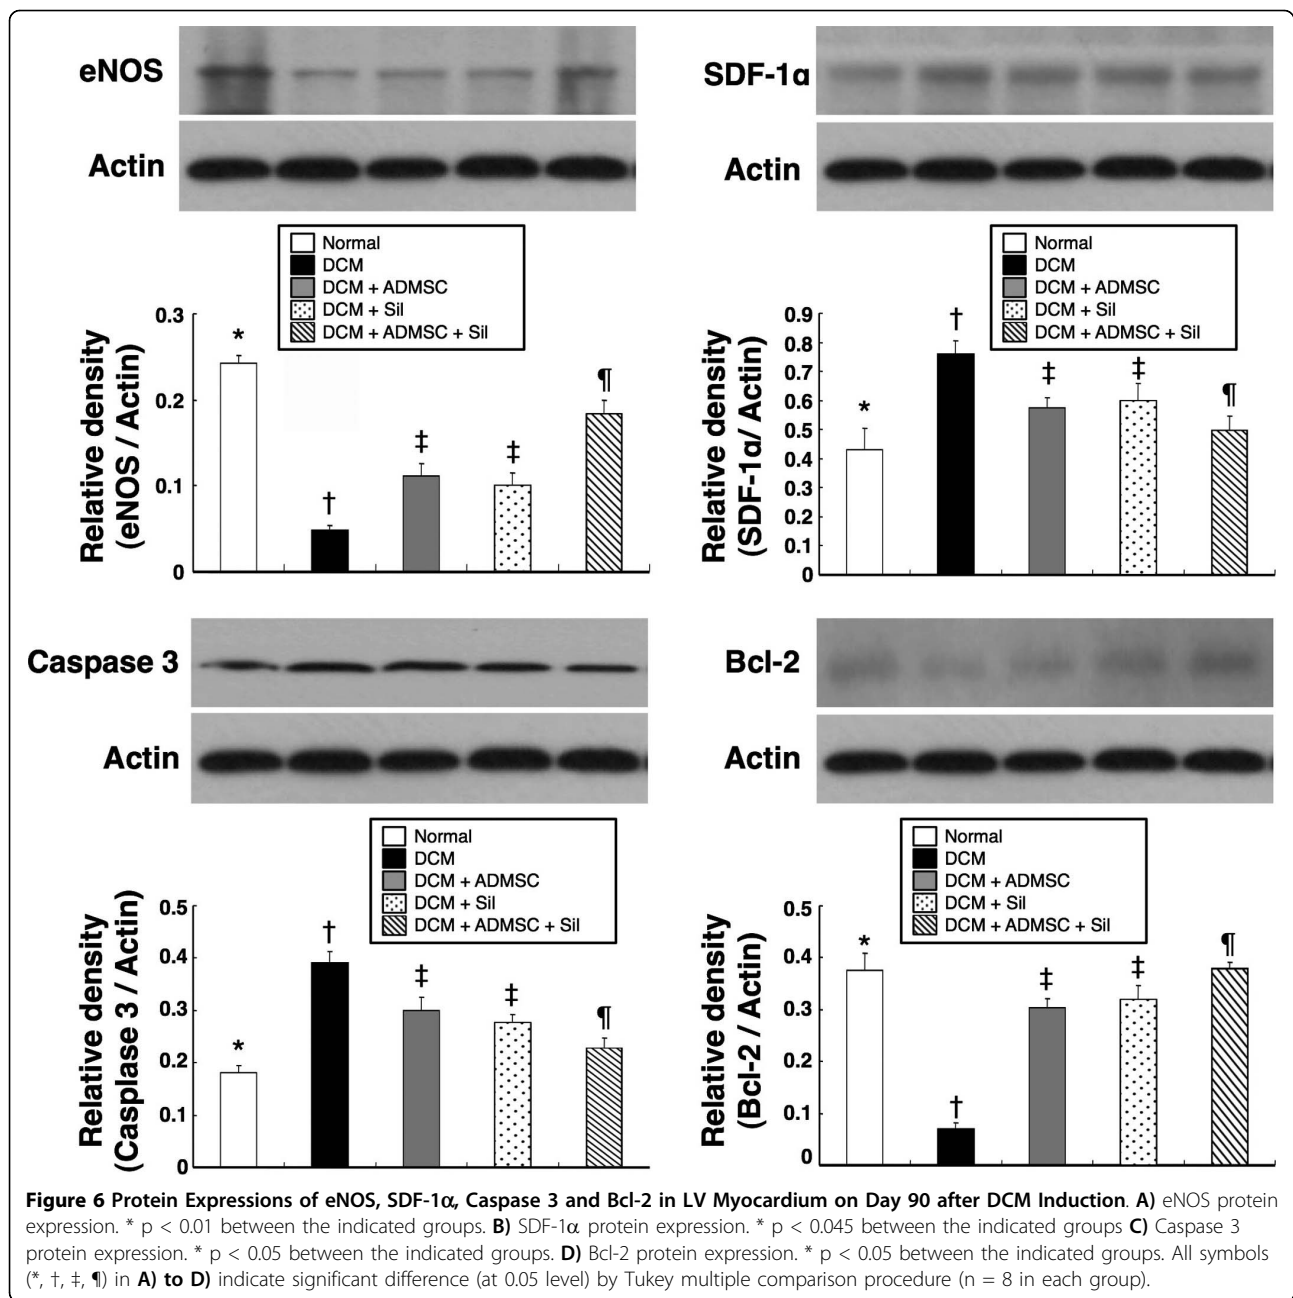 eNOS
Actin
Normal
DCM
DCM + ADMSC
DCM + Sil
DCM + ADMSC + Sil
Relative density
(eNOS / Actin)
0.3
0.2
0.1
0
*
†
‡
‡
¶
SDF-1α
Actin
Normal
DCM
DCM + ADMSC
DCM + Sil
DCM + ADMSC + Sil
Relative density
(SDF-1α/ Actin)
0.9
0.8
0.7
0.6
0.5
0.4
0.3
0.2
0.1
0
*
†
‡
‡
¶
Caspase 3
Actin
Normal
DCM
DCM + ADMSC
DCM + Sil
DCM + ADMSC + Sil
Relative density
(Casplase 3 / Actin)
0.5
0.4
0.3
0.2
0.1
0
*
†
‡
‡
¶
Bcl-2
Actin
Normal
DCM
DCM + ADMSC
DCM + Sil
DCM + ADMSC + Sil
Relative density
(Bcl-2 / Actin)
0.5
0.4
0.3
0.2
0.1
0
*
†
‡
‡
¶
Figure 6 Protein Expressions of eNOS, SDF-1α, Caspase 3 and Bcl-2 in LV Myocardium on Day 90 after DCM Induction. A) eNOS protein
expression. * p < 0.01 between the indicated groups. B) SDF-1α protein expression. * p < 0.045 between the indicated groups C) Caspase 3
protein expression. * p < 0.05 between the indicated groups. D) Bcl-2 protein expression. * p < 0.05 between the indicated groups. All symbols
(*, †, ‡, ¶) in A) to D) indicate significant difference (at 0.05 level) by Tukey multiple comparison procedure (n = 8 in each group).